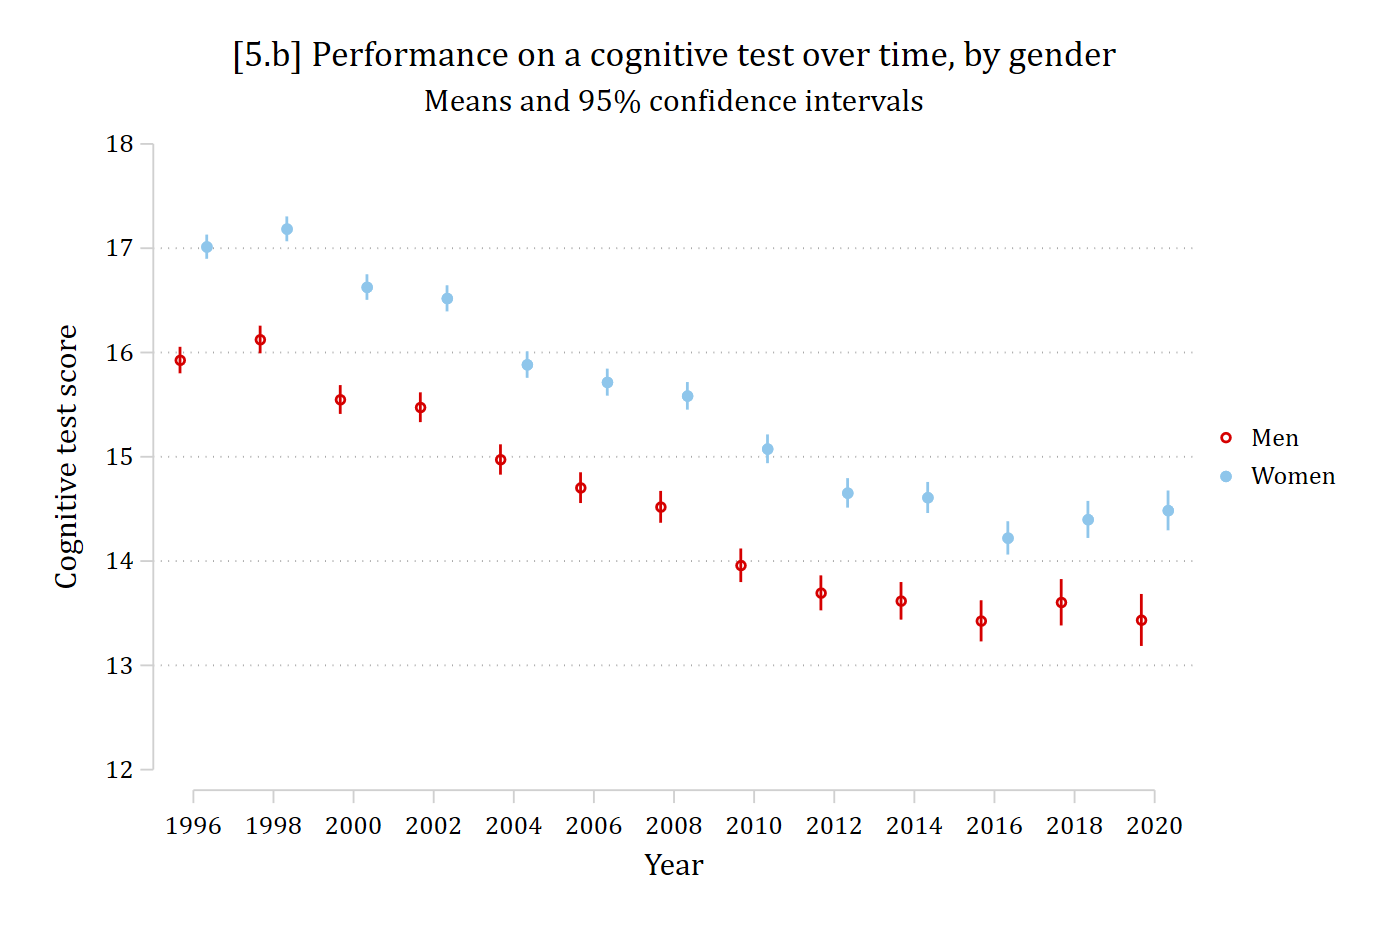 [5.b] Performance on a cognitive test over time, by gender
Means and 95% confidence intervals
18
17
16
15
14
13
12
Cognitive test score
1996 1998 2000 2002 2004 2006 2008 2010 2012 2014 2016 2018 2020
Year
Men
Women